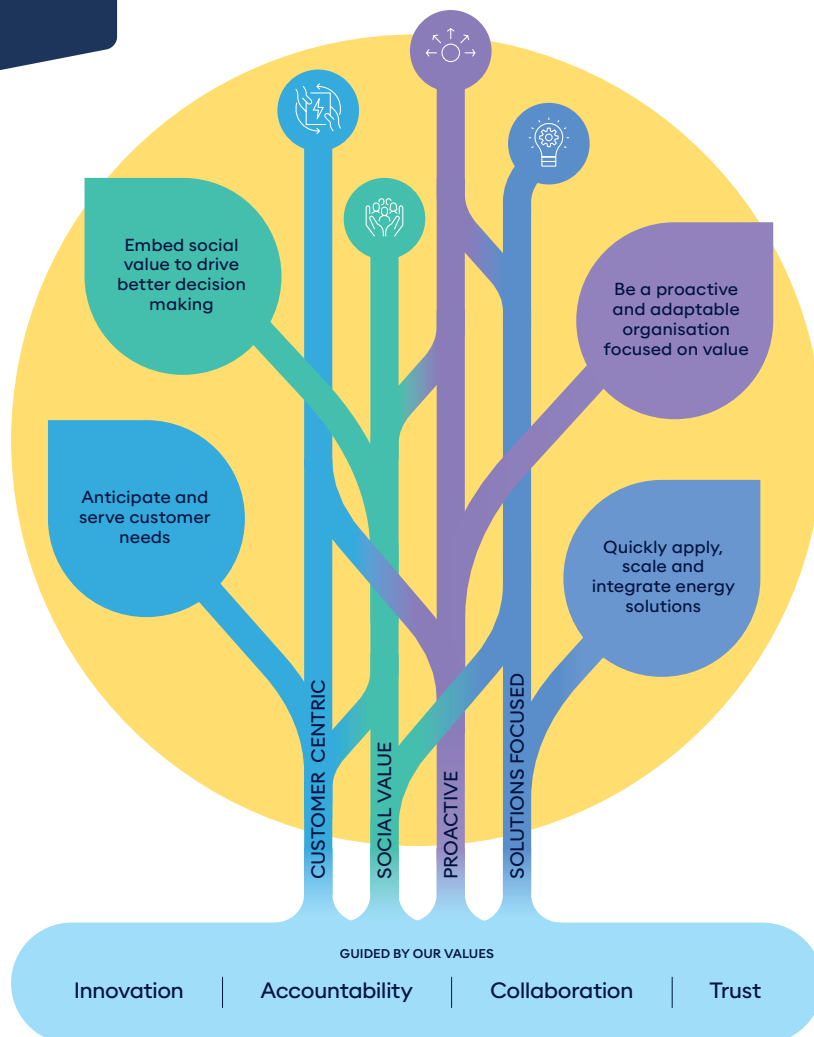 Embed social
value to drive
better decision
making
Be a proactive
and adaptable
organisation
focused on value
Anticipate and
serve customer
needs
Quickly apply,
scale and
integrate energy
solutions
CUSTOMER CENTRIC
SOCIAL VALUE
PROACTIVE
SOLUTIONS FOCUSED
GUIDED BY OUR VALUES
Innovation
Accountability
Collaboration
Trust